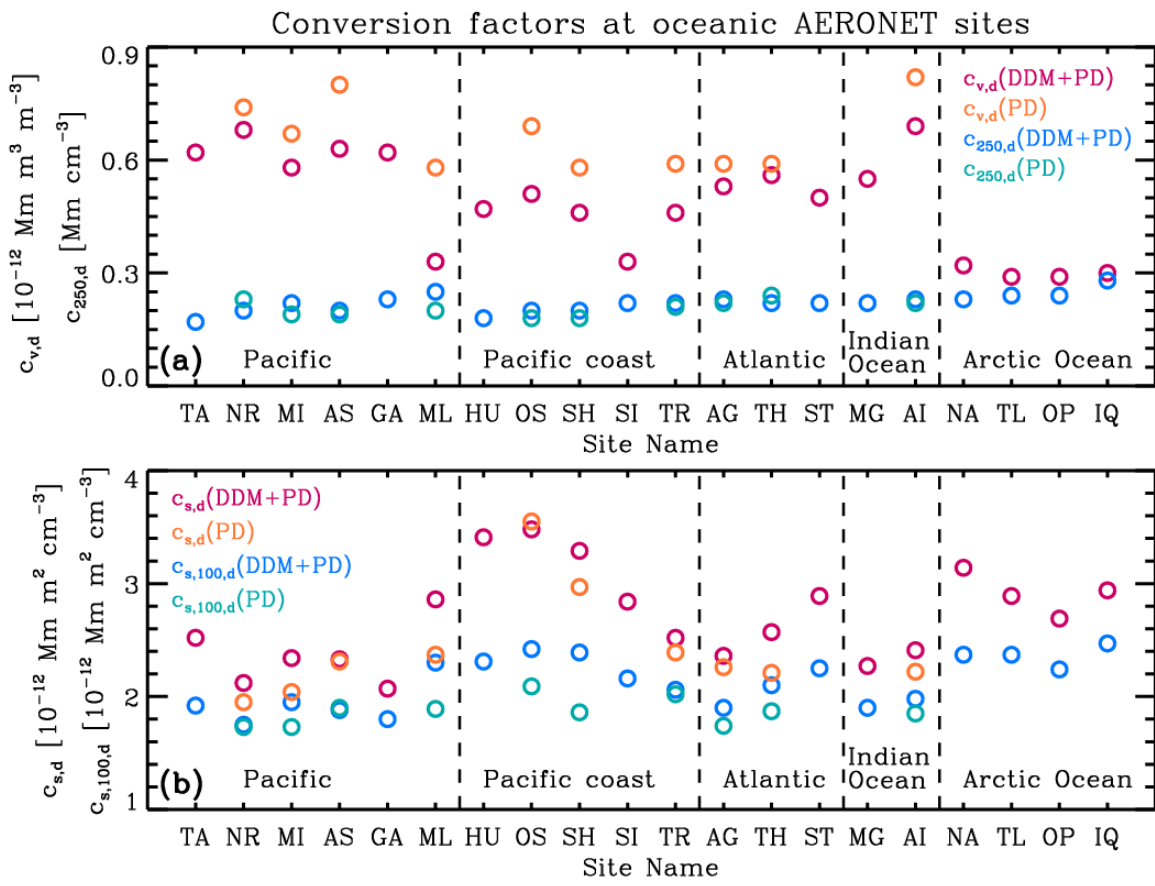 Conversion factors at oceanic AERONET sites
c_v,d [10^−12 Mm m^3 m^−3]
c_250,d [Mm cm^−3]
0.9
0.6
0.3
0.0
c_v,d(DDM+PD)
c_v,d(PD)
c_250,d(DDM+PD)
c_250,d(PD)
(a)
Pacific
Pacific coast
Atlantic
Indian
Ocean
Arctic Ocean
TA NR MI AS GA ML HU OS SH SI TR AG TH ST MG AI NA TL OP IQ
Site Name
c_s,d [10^−12 Mm m^2 cm^−3]
c_s,100,d [10^−12 Mm m^2 cm^−3]
4
3
2
1
c_s,d(DDM+PD)
c_s,d(PD)
c_s,100,d(DDM+PD)
c_s,100,d(PD)
(b)
Pacific
Pacific coast
Atlantic
Indian
Ocean
Arctic Ocean
TA NR MI AS GA ML HU OS SH SI TR AG TH ST MG AI NA TL OP IQ
Site Name